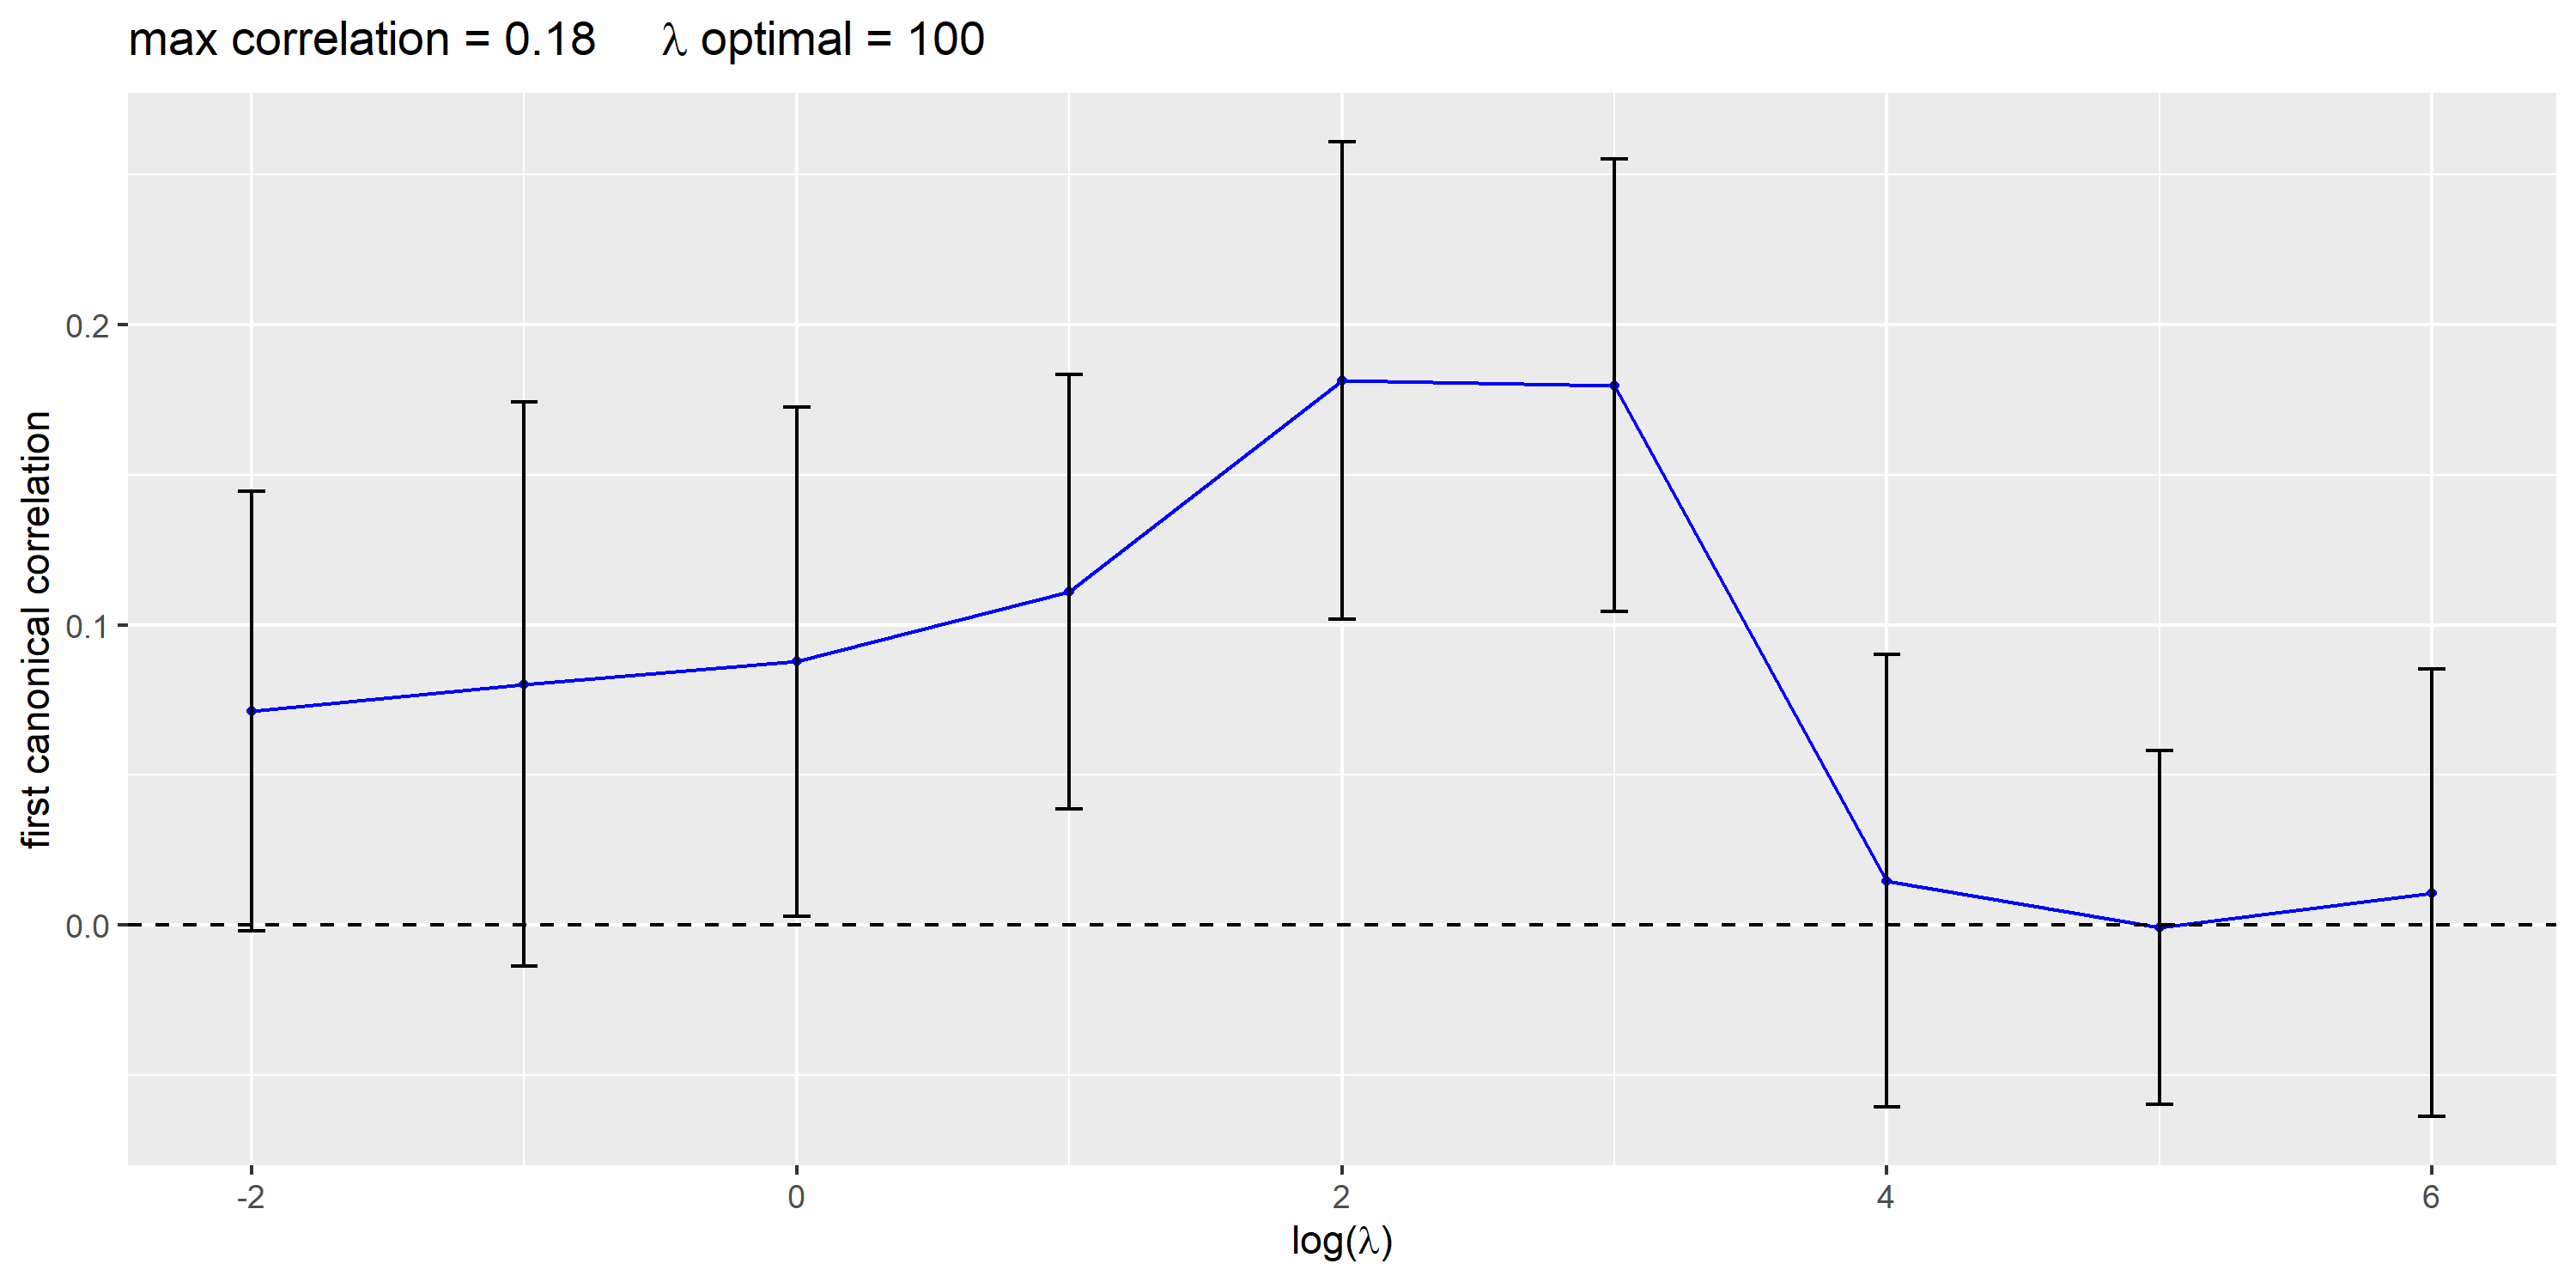 max correlation = 0.18 λ optimal = 100
first canonical correlation
0.2
0.1
0.0
-2 0 2 4 6
log(λ)